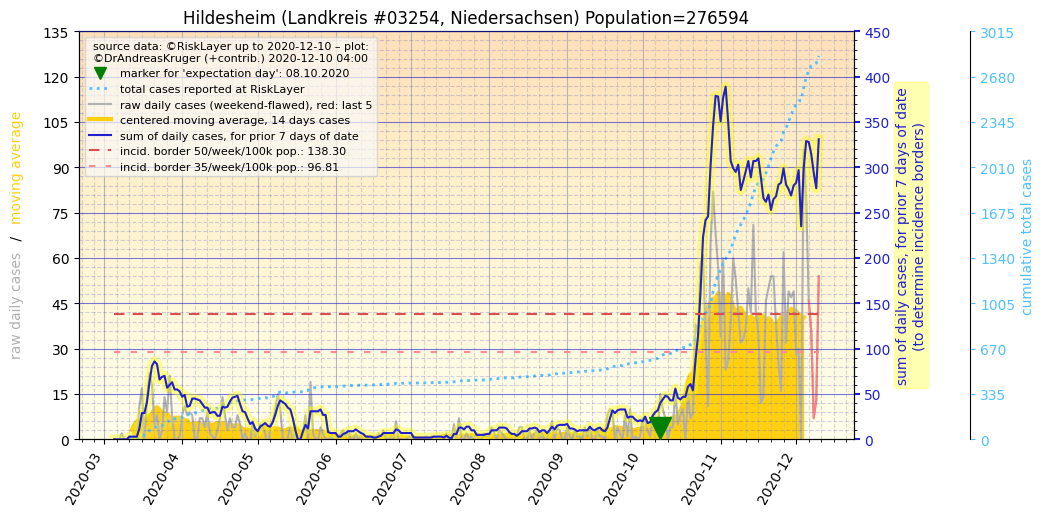 Hildesheim (Landkreis #03254, Niedersachsen) Population=276594
source data: ©RiskLayer up to 2020-12-10 – plot:
©DrAndreasKruger (+contrib.) 2020-12-10 04:00
marker for 'expectation day': 08.10.2020
total cases reported at RiskLayer
raw daily cases (weekend-flawed), red: last 5
centered moving average, 14 days cases
sum of daily cases, for prior 7 days of date
incid. border 50/week/100k pop.: 138.30
incid. border 35/week/100k pop.: 96.81
raw daily cases / moving average
135
120
105
90
75
60
45
30
15
0
2020-03
2020-04
2020-05
2020-06
2020-07
2020-08
2020-09
2020-10
2020-11
2020-12
450
400
350
300
250
200
150
100
50
0
sum of daily cases, for prior 7 days of date
(to determine incidence borders)
3015
2680
2345
2010
1675
1340
1005
670
335
0
cumulative total cases